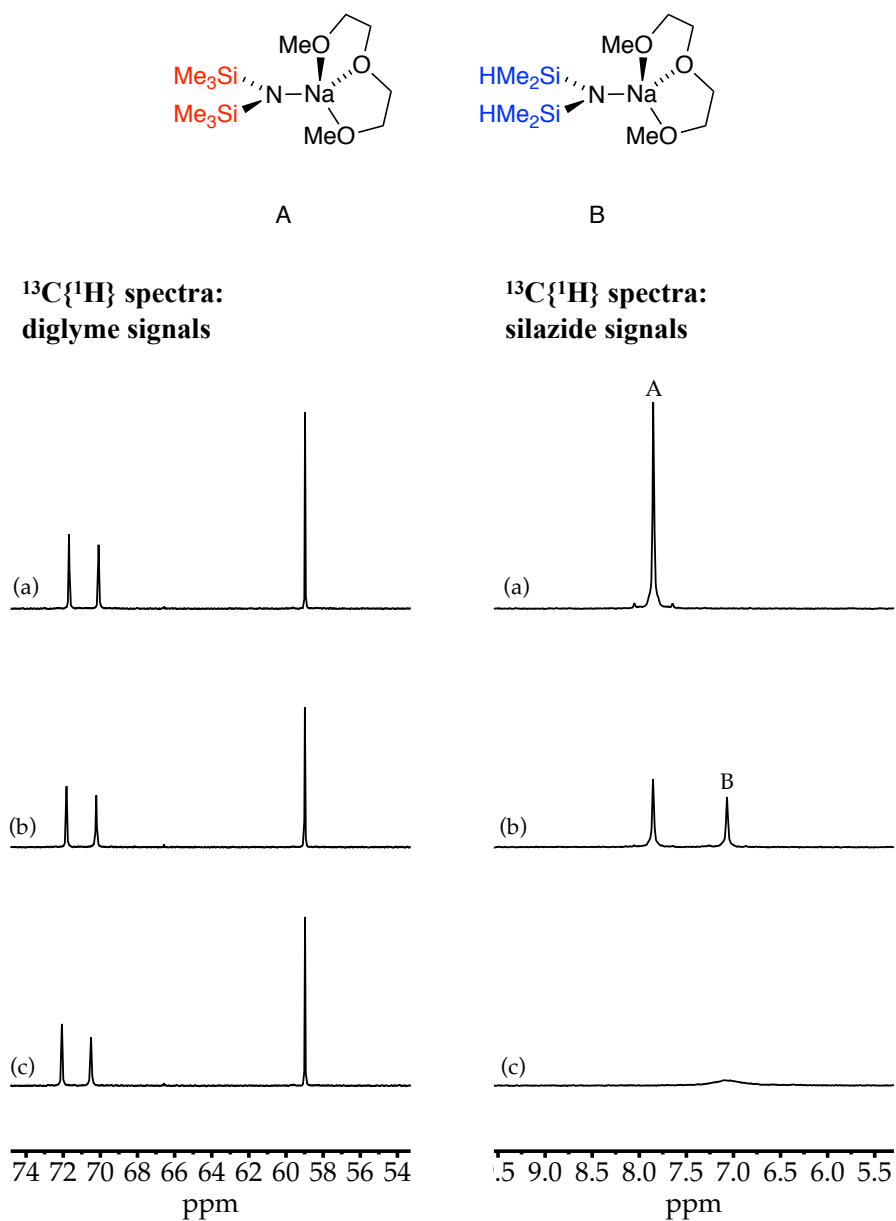 MeO
Me₃Si
Me₃Si
N
Na
O
MeO
A
MeO
HMe₂Si
HMe₂Si
N
Na
O
MeO
B
¹³C{¹H} spectra:
diglyme signals
¹³C{¹H} spectra:
silazide signals
(a)
A
(a)
(b)
B
(b)
(c)
(c)
74 72 70 68 66 64 62 60 58 56 54
ppm
.5 9.0 8.5 8.0 7.5 7.0 6.5 6.0 5.5
ppm